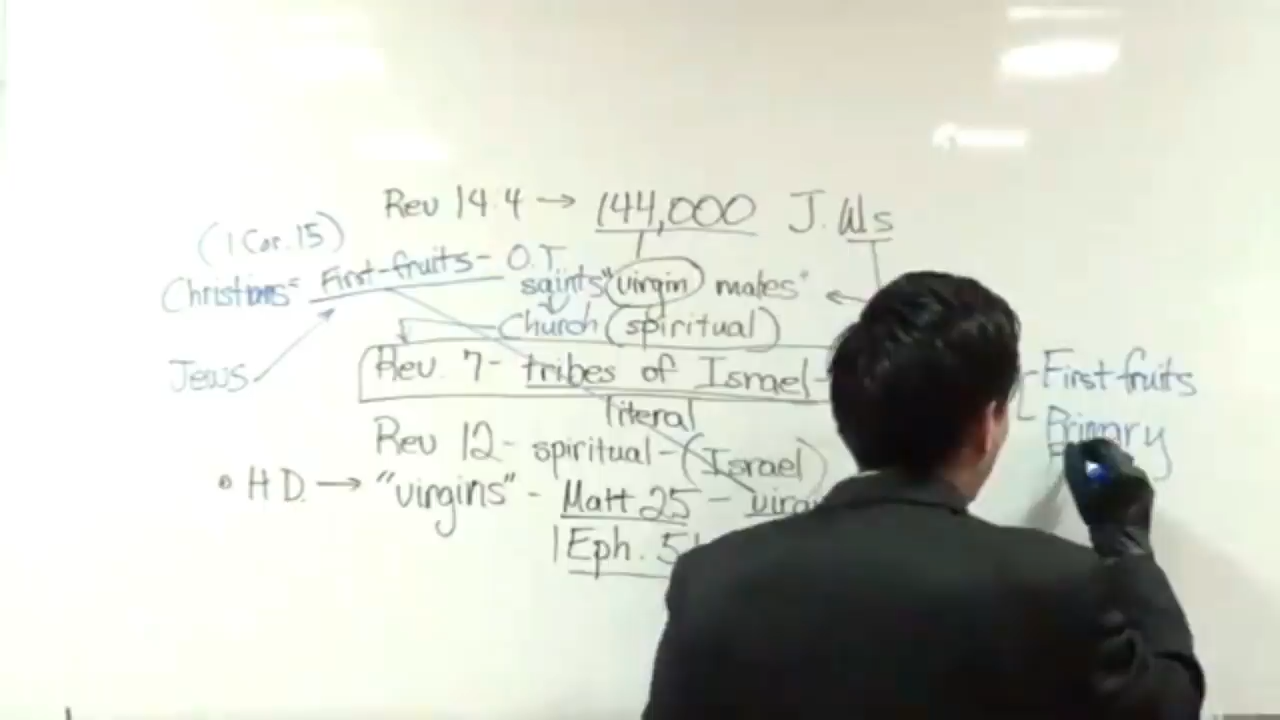 Rev 14.4 → 144,000 J.Ws
(1 Cor. 15)
Christians = First-fruits - O.T.
saints "virgin males"
Church (spiritual)
Jews
Rev. 7- tribes of Israel-
literal
First fruits
Primary
Rev 12- spiritual- (Israel)
• H D. → "virgins" - Matt 25 -
Eph. 5